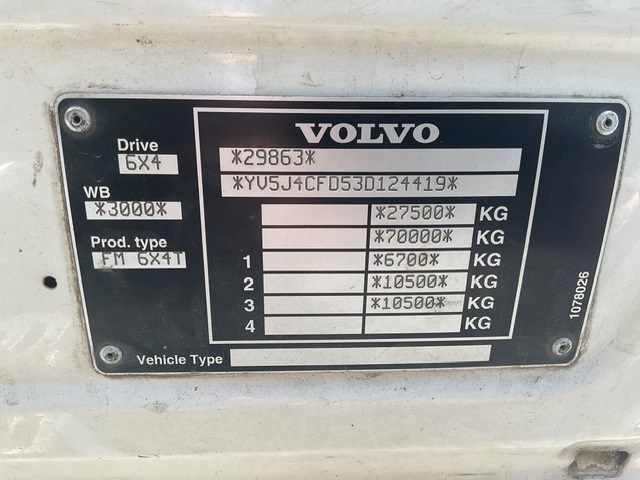 VOLVO
Drive
6X4
*29863*
*YV5J4CFD53D124419*
WB
*3000*
*27500* KG
*70000* KG
Prod. type
FM 6X4T
1 *6700* KG
2 *10500* KG
3 *10500* KG
4 KG
Vehicle Type
1078026